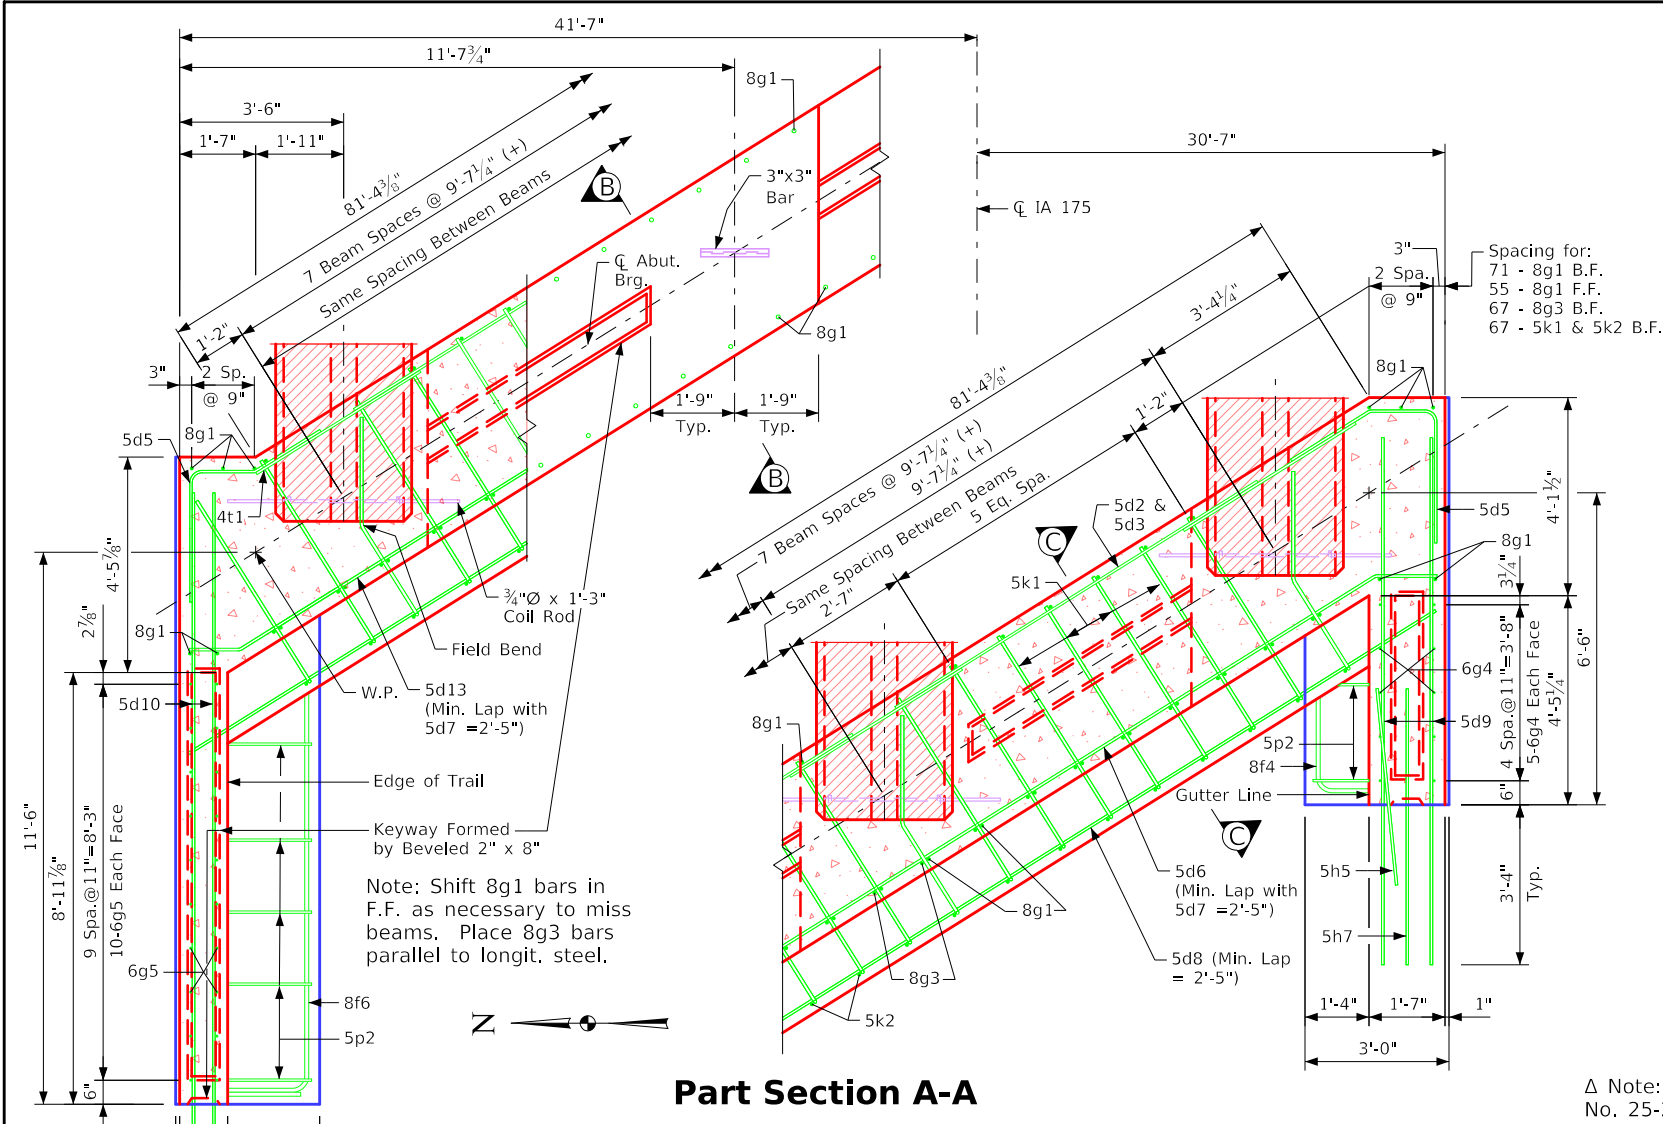 41'-7"
11'-7¾"
8g1
3'-6"
1'-7"
1'-11"
30'-7"
81'-4⅜"
7 Beam Spaces @ 9'-7¼" (+)
Same Spacing Between Beams
B
3"x3"
Bar
℄ IA 175
3"
Spacing for:
71 - 8g1 B.F.
55 - 8g1 F.F.
67 - 8g3 B.F.
67 - 5k1 & 5k2 B.F.
2 Spa.
@ 9"
℄ Abut.
Brg.
3'-4¼"
1'-2"
8g1
3"
2 Sp.
@ 9"
8g1
81'-4⅜"
1'-9"
Typ.
1'-9"
Typ.
1'-2"
5d5
8g1
7 Beam Spaces @ 9'-7¼" (+)
9'-7¼" (+)
Same Spacing Between Beams
5 Eq. Spa.
B
4'-1½"
4t1
5d2 &
5d3
5d5
C
8g1
4'-5⅞"
2⅞"
5k1
3¼"
¾"Ø x 1'-3"
Coil Rod
2'-7"
8g1
Field Bend
6'-6"
W.P.
5d13
(Min. Lap with
5d7 =2'-5")
5d10
6g4
4 Spa.@11"=3'-8"
5-6g4 Each Face
4'-5¼"
5d9
8g1
5p2
8f4
Edge of Trail
Gutter Line
6"
11'-6"
8'-11⅞"
9 Spa.@11"=8'-3"
10-6g5 Each Face
Keyway Formed
by Beveled 2" x 8"
C
5d6
(Min. Lap with
5d7 =2'-5")
5h5
3'-4"
Typ.
Note: Shift 8g1 bars in
F.F. as necessary to miss
beams. Place 8g3 bars
parallel to longit. steel.
8g1
5h7
6g5
8g3
5d8 (Min. Lap
= 2'-5")
8f6
5k2
1'-4"
1'-7"
1"
N
5p2
3'-0"
6"
Part Section A-A
Δ Note:
No. 25-